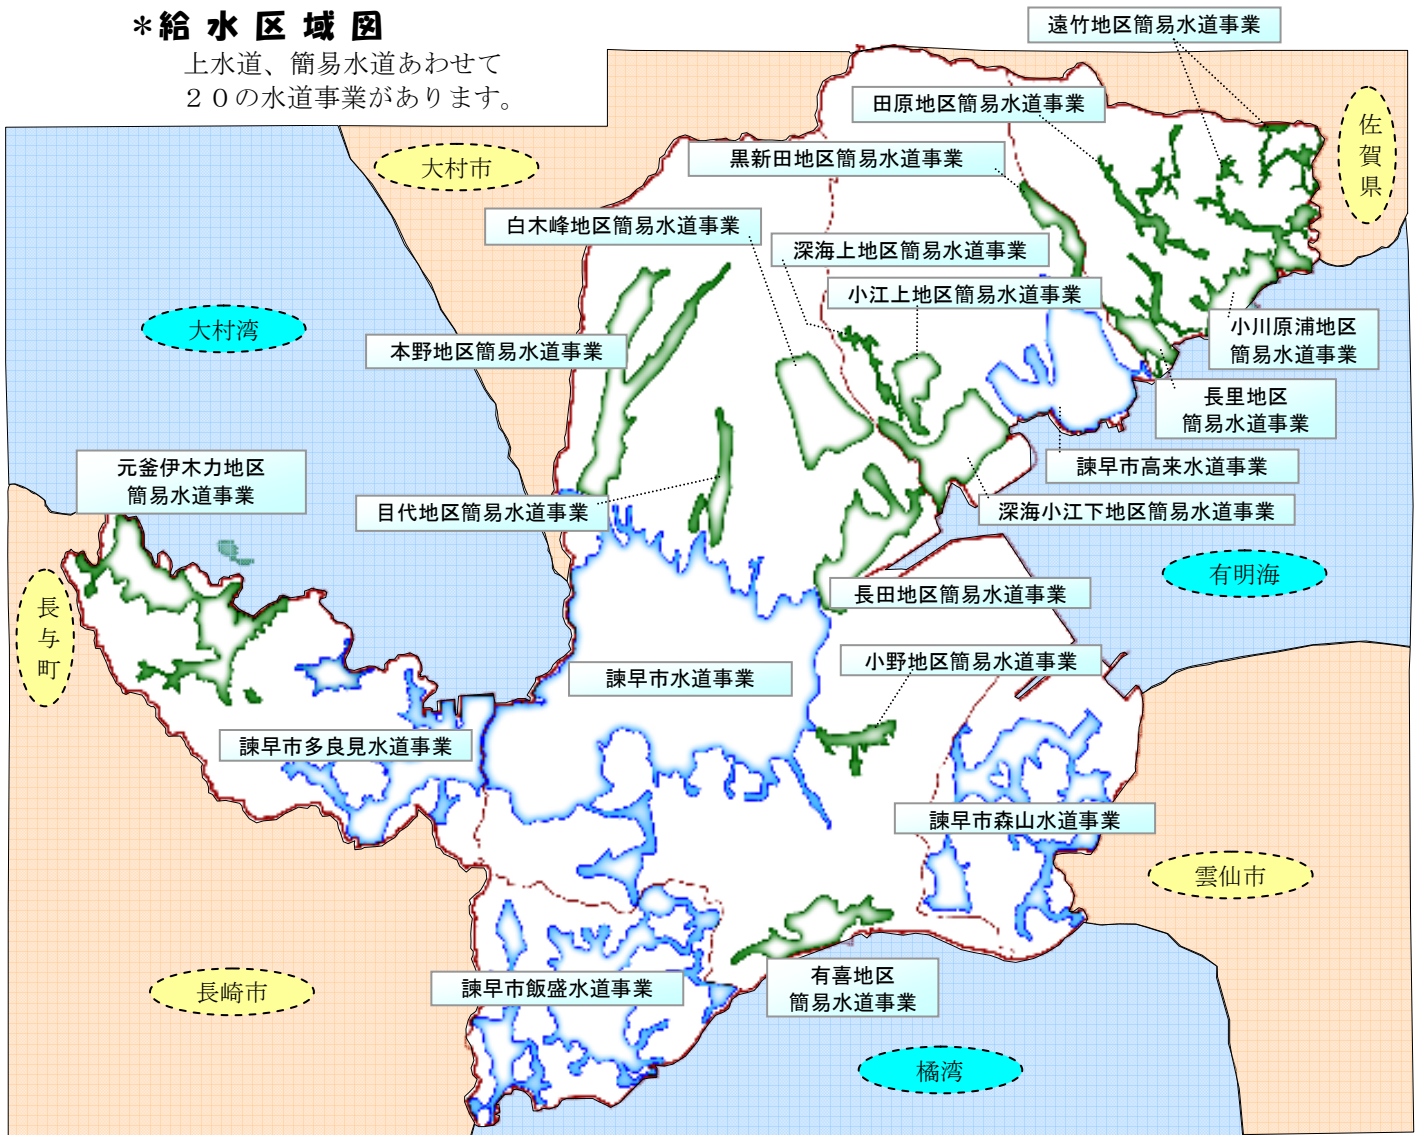 *給水区域図
上水道、簡易水道あわせて
２０の水道事業があります。
遠竹地区簡易水道事業
田原地区簡易水道事業
佐賀県
黒新田地区簡易水道事業
大村市
白木峰地区簡易水道事業
深海上地区簡易水道事業
小江上地区簡易水道事業
大村湾
小川原浦地区
簡易水道事業
本野地区簡易水道事業
長里地区
簡易水道事業
元釜伊木力地区
簡易水道事業
諫早市高来水道事業
目代地区簡易水道事業
深海小江下地区簡易水道事業
有明海
長田地区簡易水道事業
長与町
小野地区簡易水道事業
諫早市水道事業
諫早市多良見水道事業
諫早市森山水道事業
雲仙市
有喜地区
簡易水道事業
諫早市飯盛水道事業
長崎市
橘湾